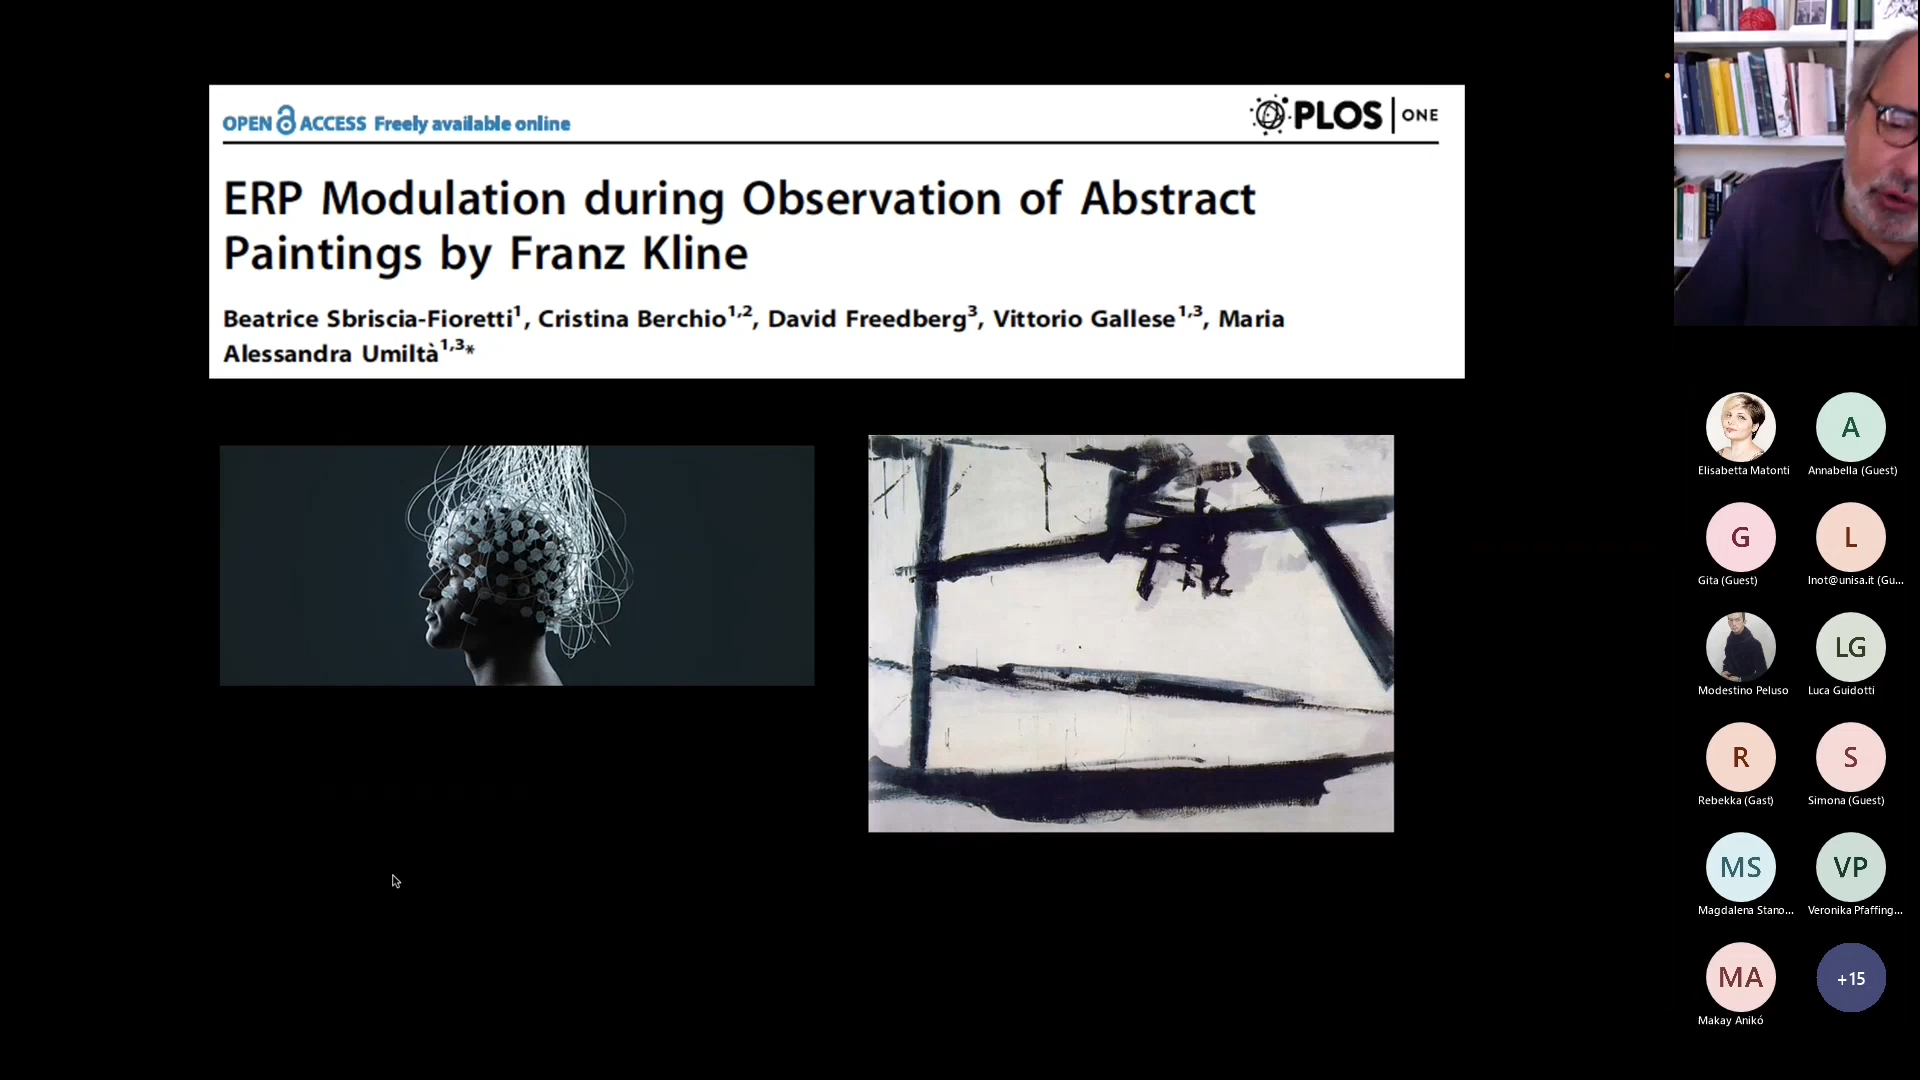 OPEN ACCESS Freely available online
PLOS ONE
ERP Modulation during Observation of Abstract
Paintings by Franz Kline
Beatrice Sbriscia-Fioretti1, Cristina Berchio1,2, David Freedberg3, Vittorio Gallese1,3, Maria
Alessandra Umiltà1,3*
Elisabetta Matonti
A
Annabella (Guest)
G
Gita (Guest)
L
lnot@unisa.it (Gu...
Modestino Peluso
LG
Luca Guidotti
R
Rebekka (Gast)
S
Simona (Guest)
MS
Magdalena Stano...
VP
Veronika Pfaffing...
MA
Makay Anikó
+15